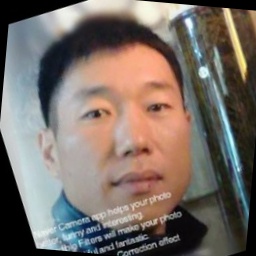 Camera app helps your photo
funny and interesting.
Filters will make your photo
and fantastic.
Correction effect